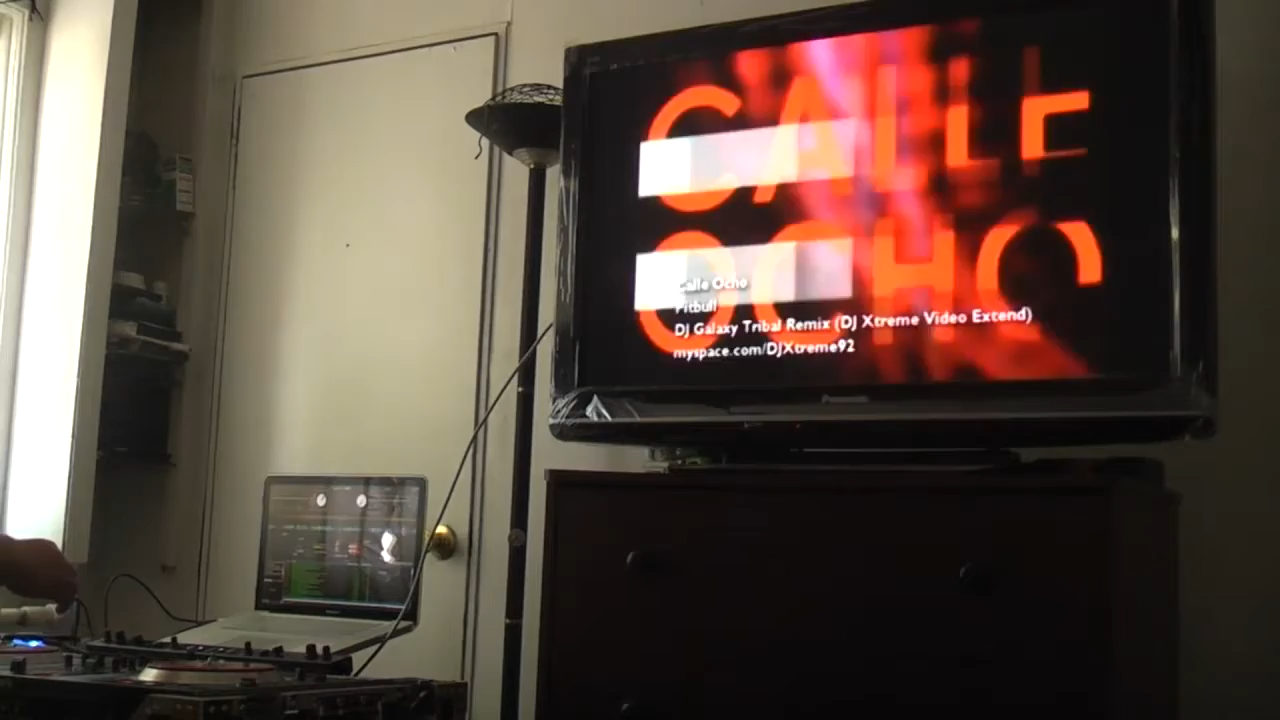 CALLE
OCHO
Calle Ocho
Pitbull
DJ Galaxy Tribal Remix (DJ Xtreme Video Extend)
myspace.com/DJXtreme92